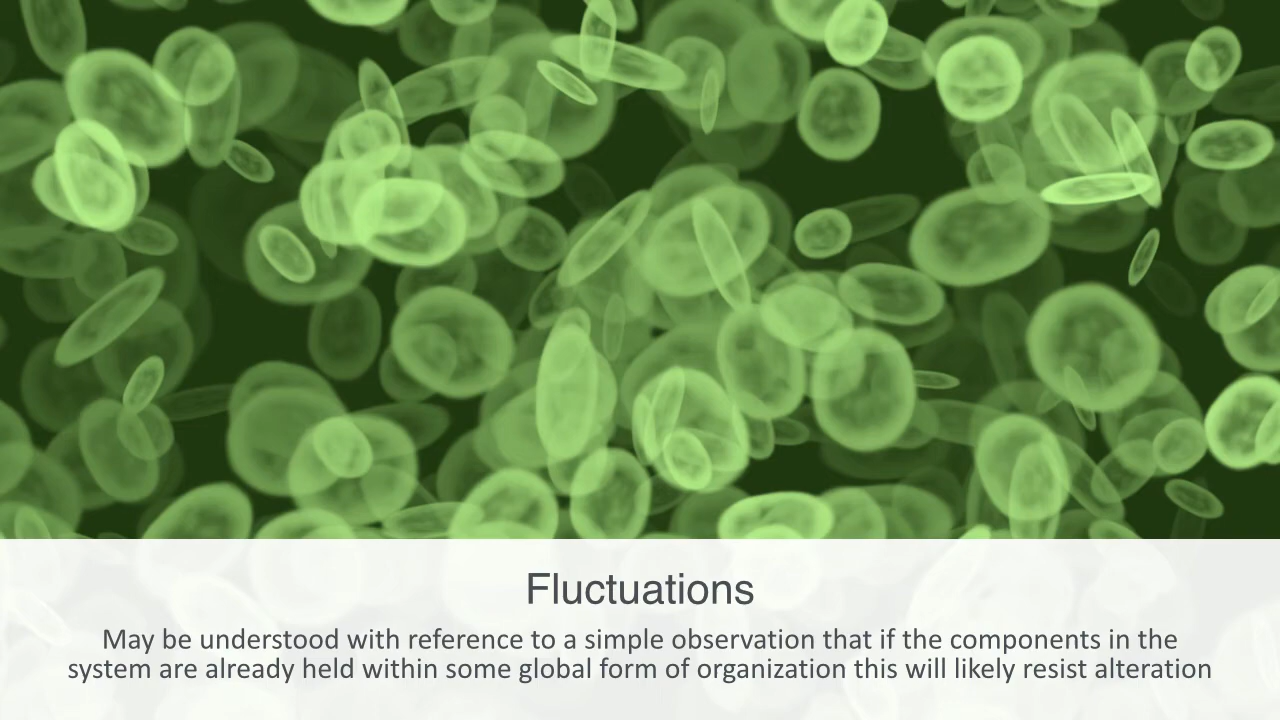 Fluctuations
May be understood with reference to a simple observation that if the components in the
system are already held within some global form of organization this will likely resist alteration